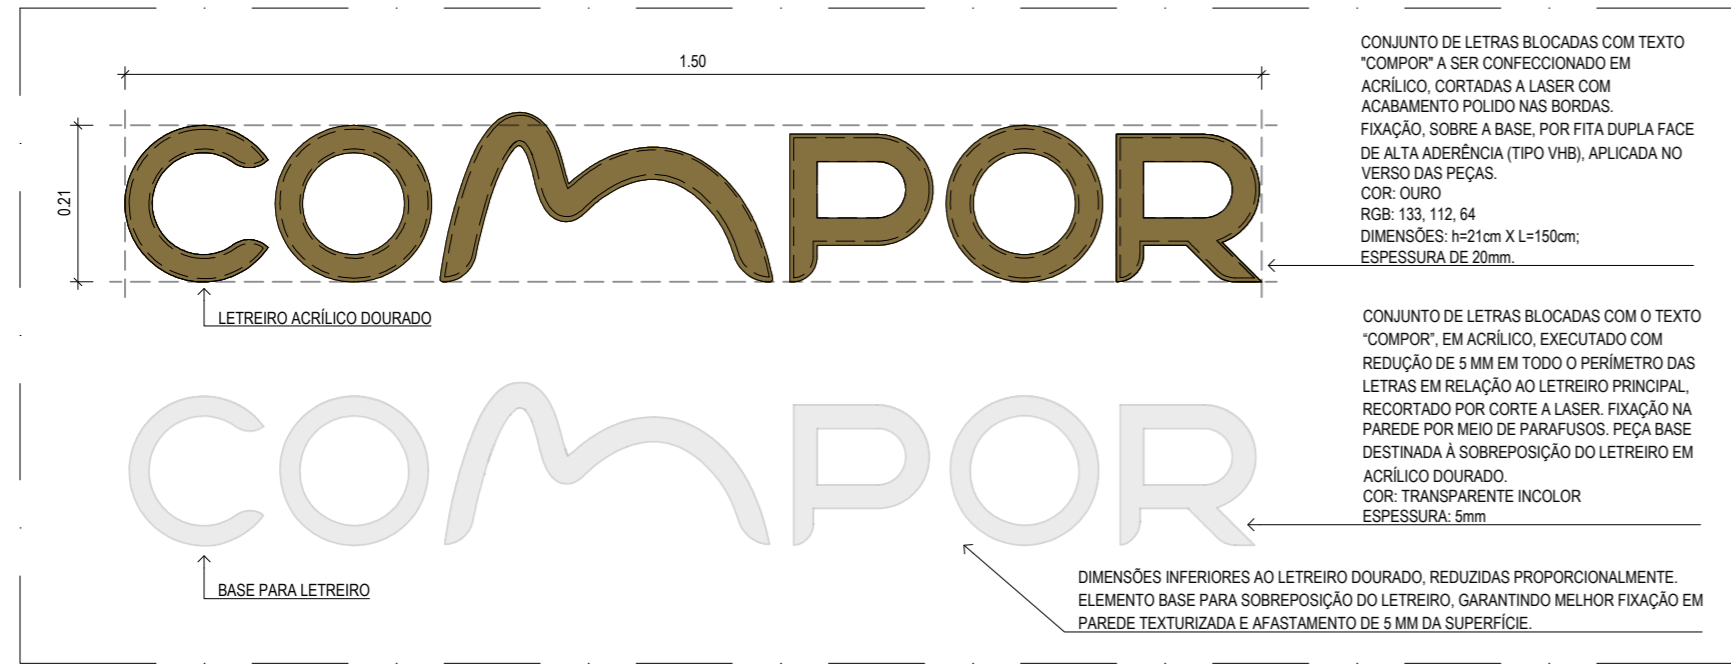 1.50
0.21
COMPOR
LETREIRO ACRÍLICO DOURADO
CONJUNTO DE LETRAS BLOCADAS COM TEXTO
"COMPOR" A SER CONFECCIONADO EM
ACRÍLICO, CORTADAS A LASER COM
ACABAMENTO POLIDO NAS BORDAS.
FIXAÇÃO, SOBRE A BASE, POR FITA DUPLA FACE
DE ALTA ADERÊNCIA (TIPO VHB), APLICADA NO
VERSO DAS PEÇAS.
COR: OURO
RGB: 133, 112, 64
DIMENSÕES: h=21cm X L=150cm;
ESPESSURA DE 20mm.
COMPOR
BASE PARA LETREIRO
CONJUNTO DE LETRAS BLOCADAS COM O TEXTO
“COMPOR”, EM ACRÍLICO, EXECUTADO COM
REDUÇÃO DE 5 MM EM TODO O PERÍMETRO DAS
LETRAS EM RELAÇÃO AO LETREIRO PRINCIPAL,
RECORTADO POR CORTE A LASER. FIXAÇÃO NA
PAREDE POR MEIO DE PARAFUSOS. PEÇA BASE
DESTINADA À SOBREPOSIÇÃO DO LETREIRO EM
ACRÍLICO DOURADO.
COR: TRANSPARENTE INCOLOR
ESPESSURA: 5mm
DIMENSÕES INFERIORES AO LETREIRO DOURADO, REDUZIDAS PROPORCIONALMENTE.
ELEMENTO BASE PARA SOBREPOSIÇÃO DO LETREIRO, GARANTINDO MELHOR FIXAÇÃO EM
PAREDE TEXTURIZADA E AFASTAMENTO DE 5 MM DA SUPERFÍCIE.